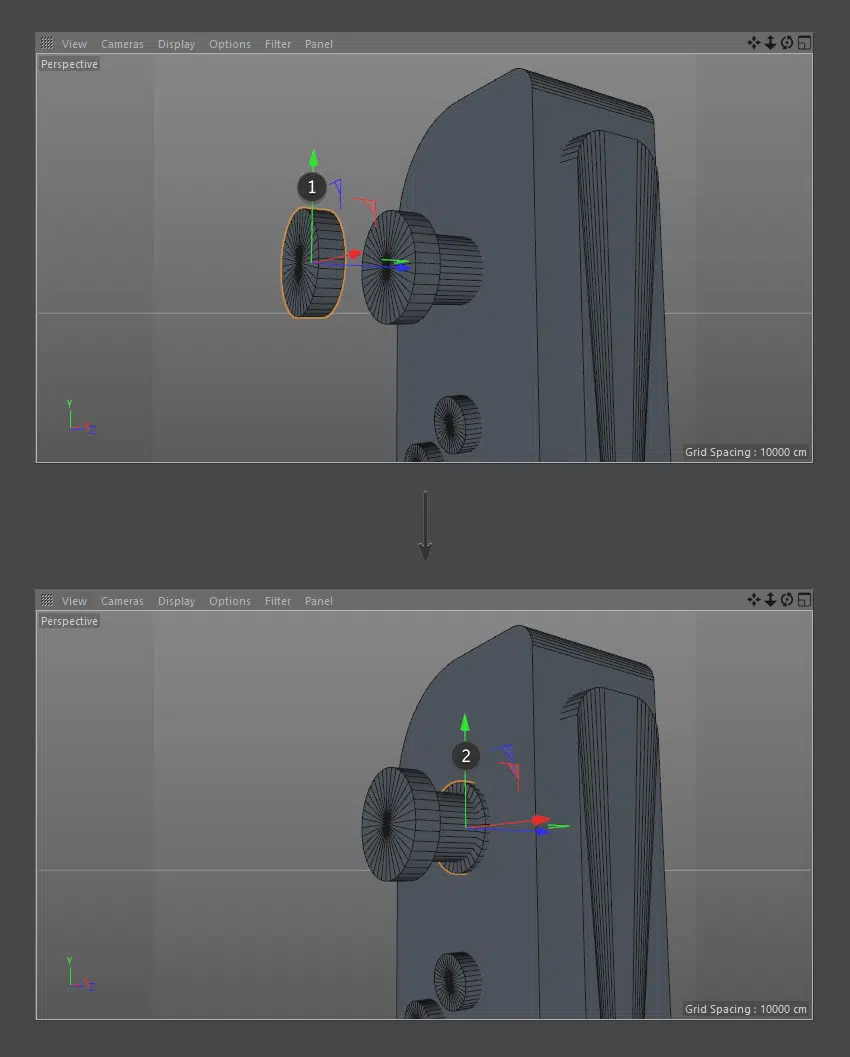 View Cameras Display Options Filter Panel
Perspective
1
Y
X Z
Grid Spacing : 10000 cm
View Cameras Display Options Filter Panel
Perspective
2
Y
X Z
Grid Spacing : 10000 cm